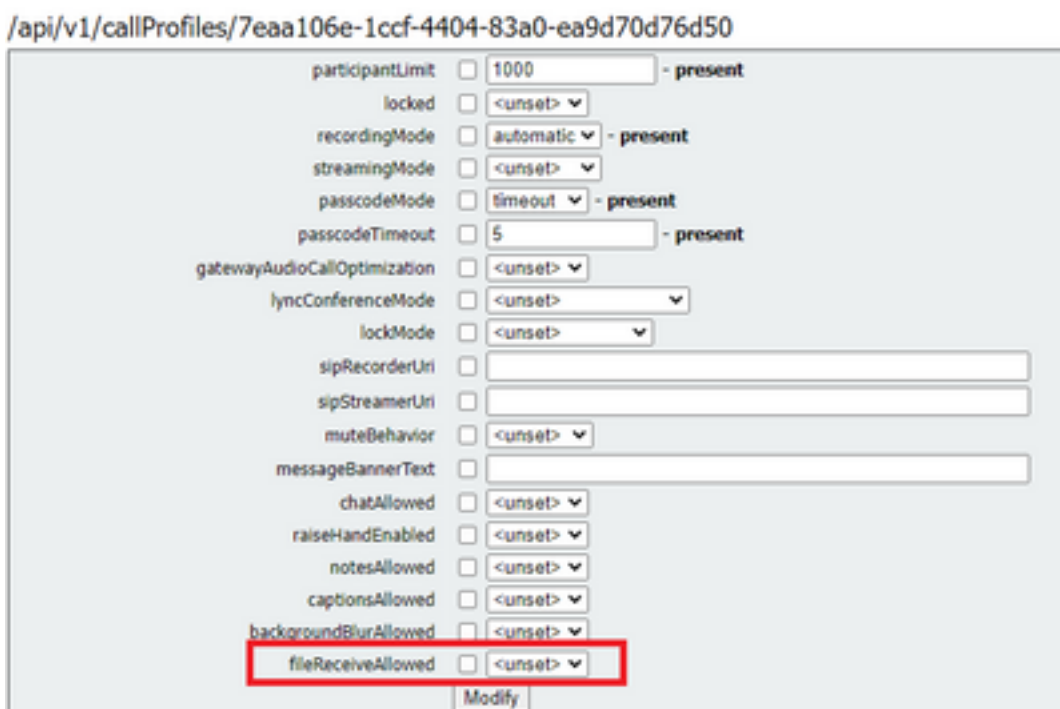 /api/v1/callProfiles/7eaa106e-1ccf-4404-83a0-ea9d70d76d50
participantLimit 1000 - present
locked <unset>
recordingMode automatic - present
streamingMode <unset>
passcodeMode timeout - present
passcodeTimeout 5 - present
gatewayAudioCallOptimization <unset>
lyncConferenceMode <unset>
lockMode <unset>
sipRecorderUri
sipStreamerUri
muteBehavior <unset>
messageBannerText
chatAllowed <unset>
raiseHandEnabled <unset>
notesAllowed <unset>
captionsAllowed <unset>
backgroundBlurAllowed <unset>
fileReceiveAllowed <unset>
Modify